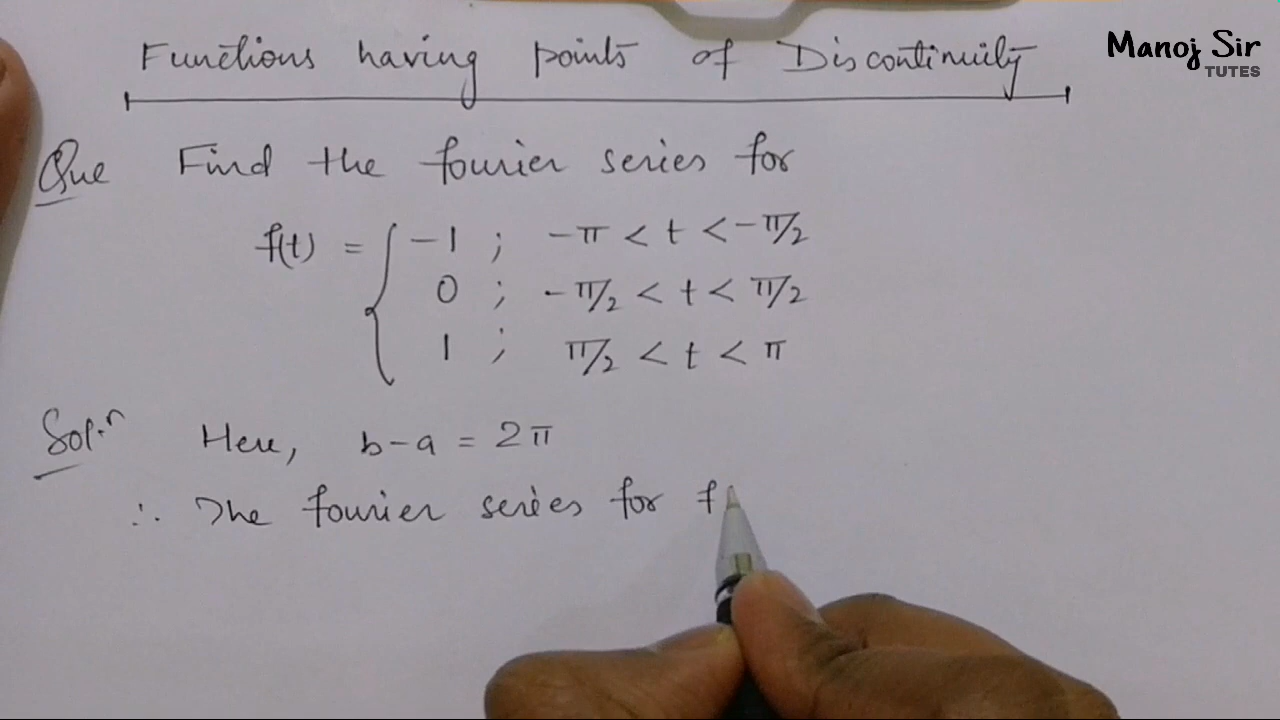 Functions having points of Discontinuity
Manoj Sir
TUTES
Que Find the fourier series for
f(t) = { -1 ; -π < t < -π/2
0 ; -π/2 < t < π/2
1 ; π/2 < t < π
Sol.n Here, b-a = 2π
∴ The fourier series for f